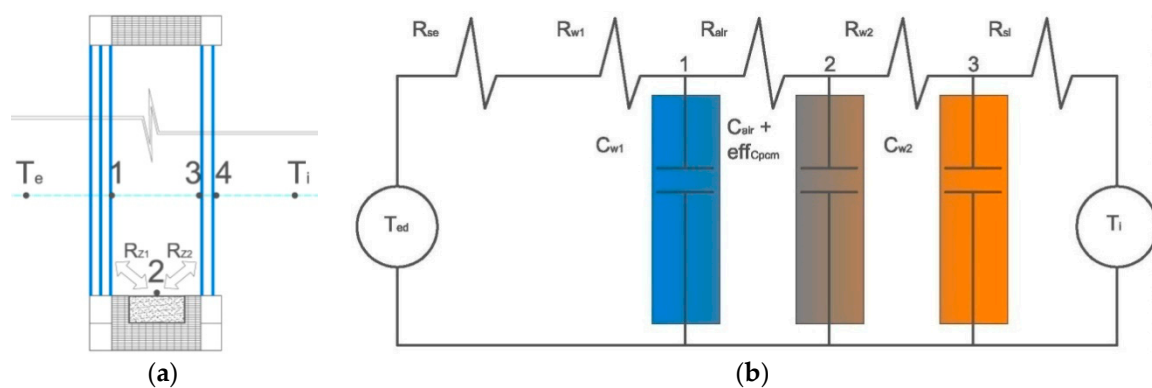 Rse Rw1 Rair Rw2 Rsi
1 2 3
Te 1 3 4 Ti
Cw1 Cair + effCpcm Cw2
RZ1 RZ2
2
Ted Ti
(a) (b)